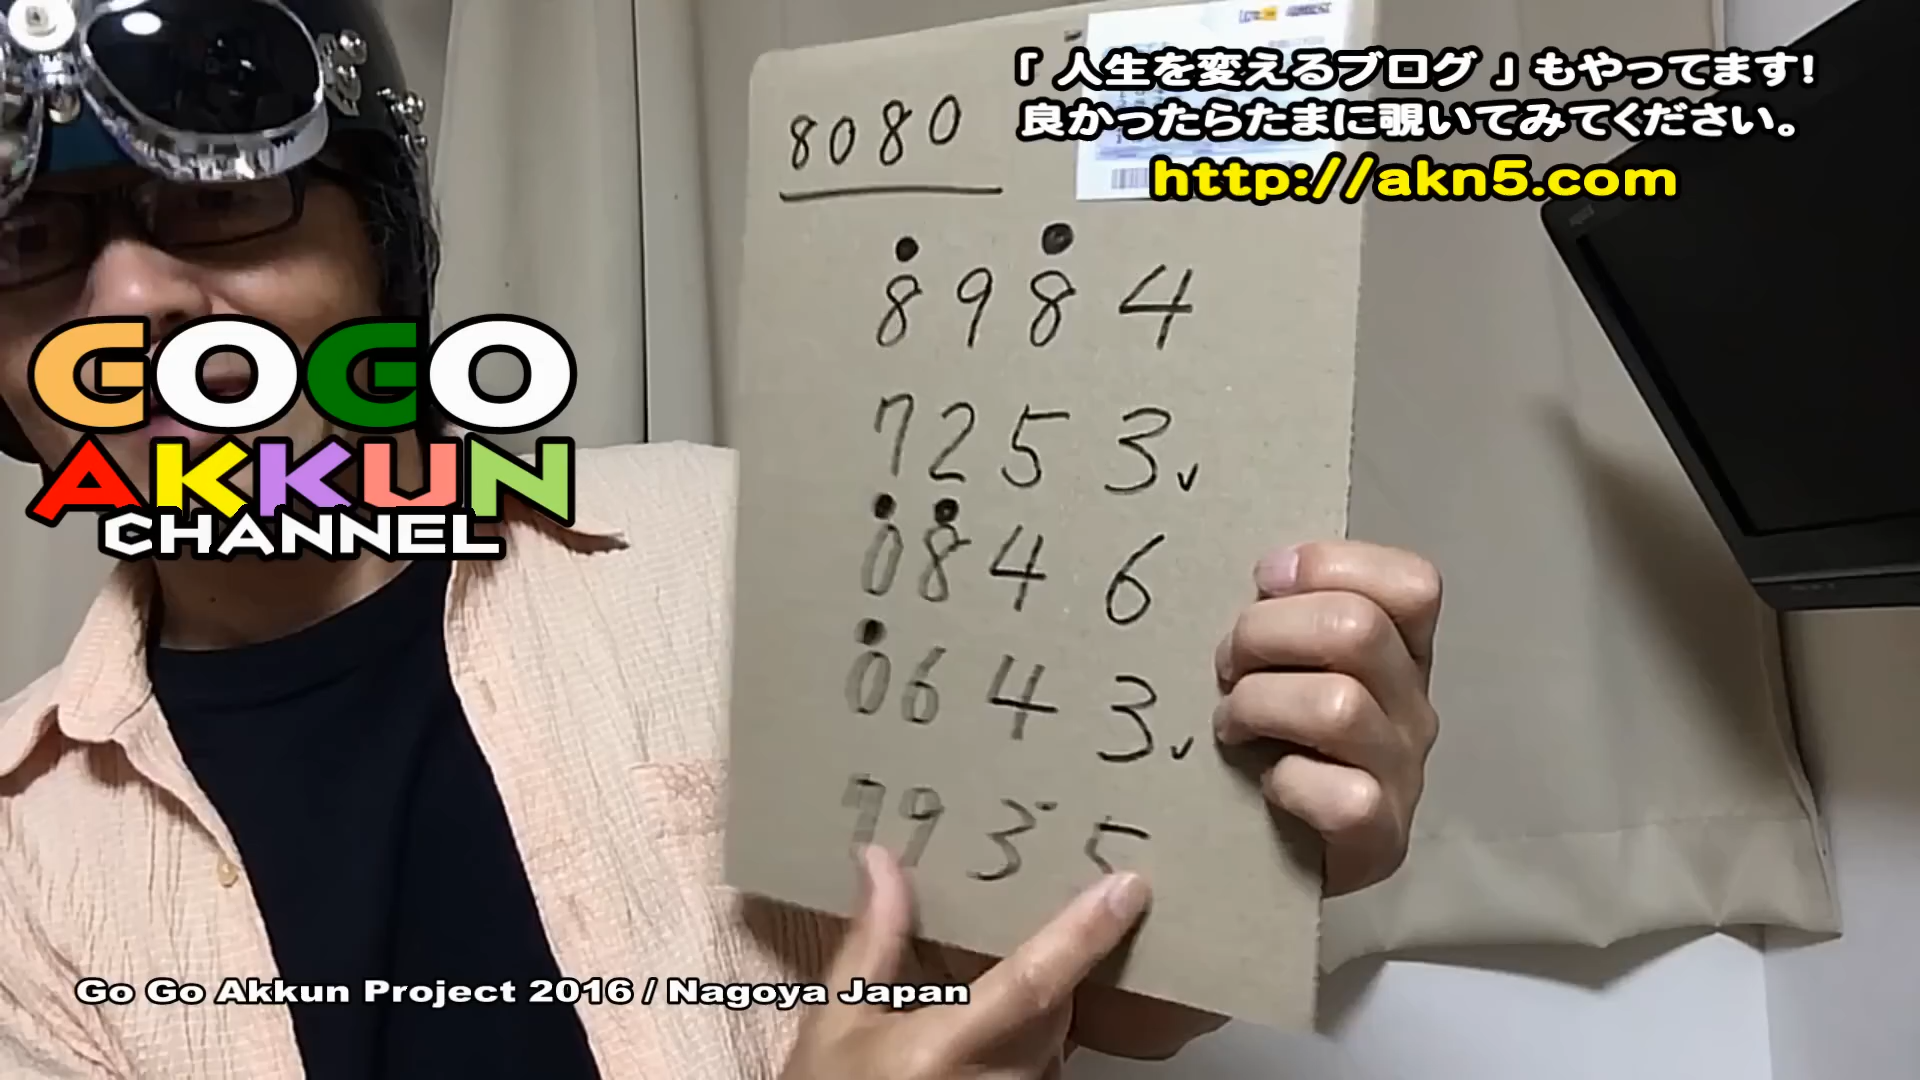 「 人生を変えるブログ 」 もやってます!
良かったらたまに覗いてみてください。
http://akn5.com
8080
8984
7253
0846
0643
7935
GOGO
AKKUN
CHANNEL
Go Go Akkun Project 2016 / Nagoya Japan